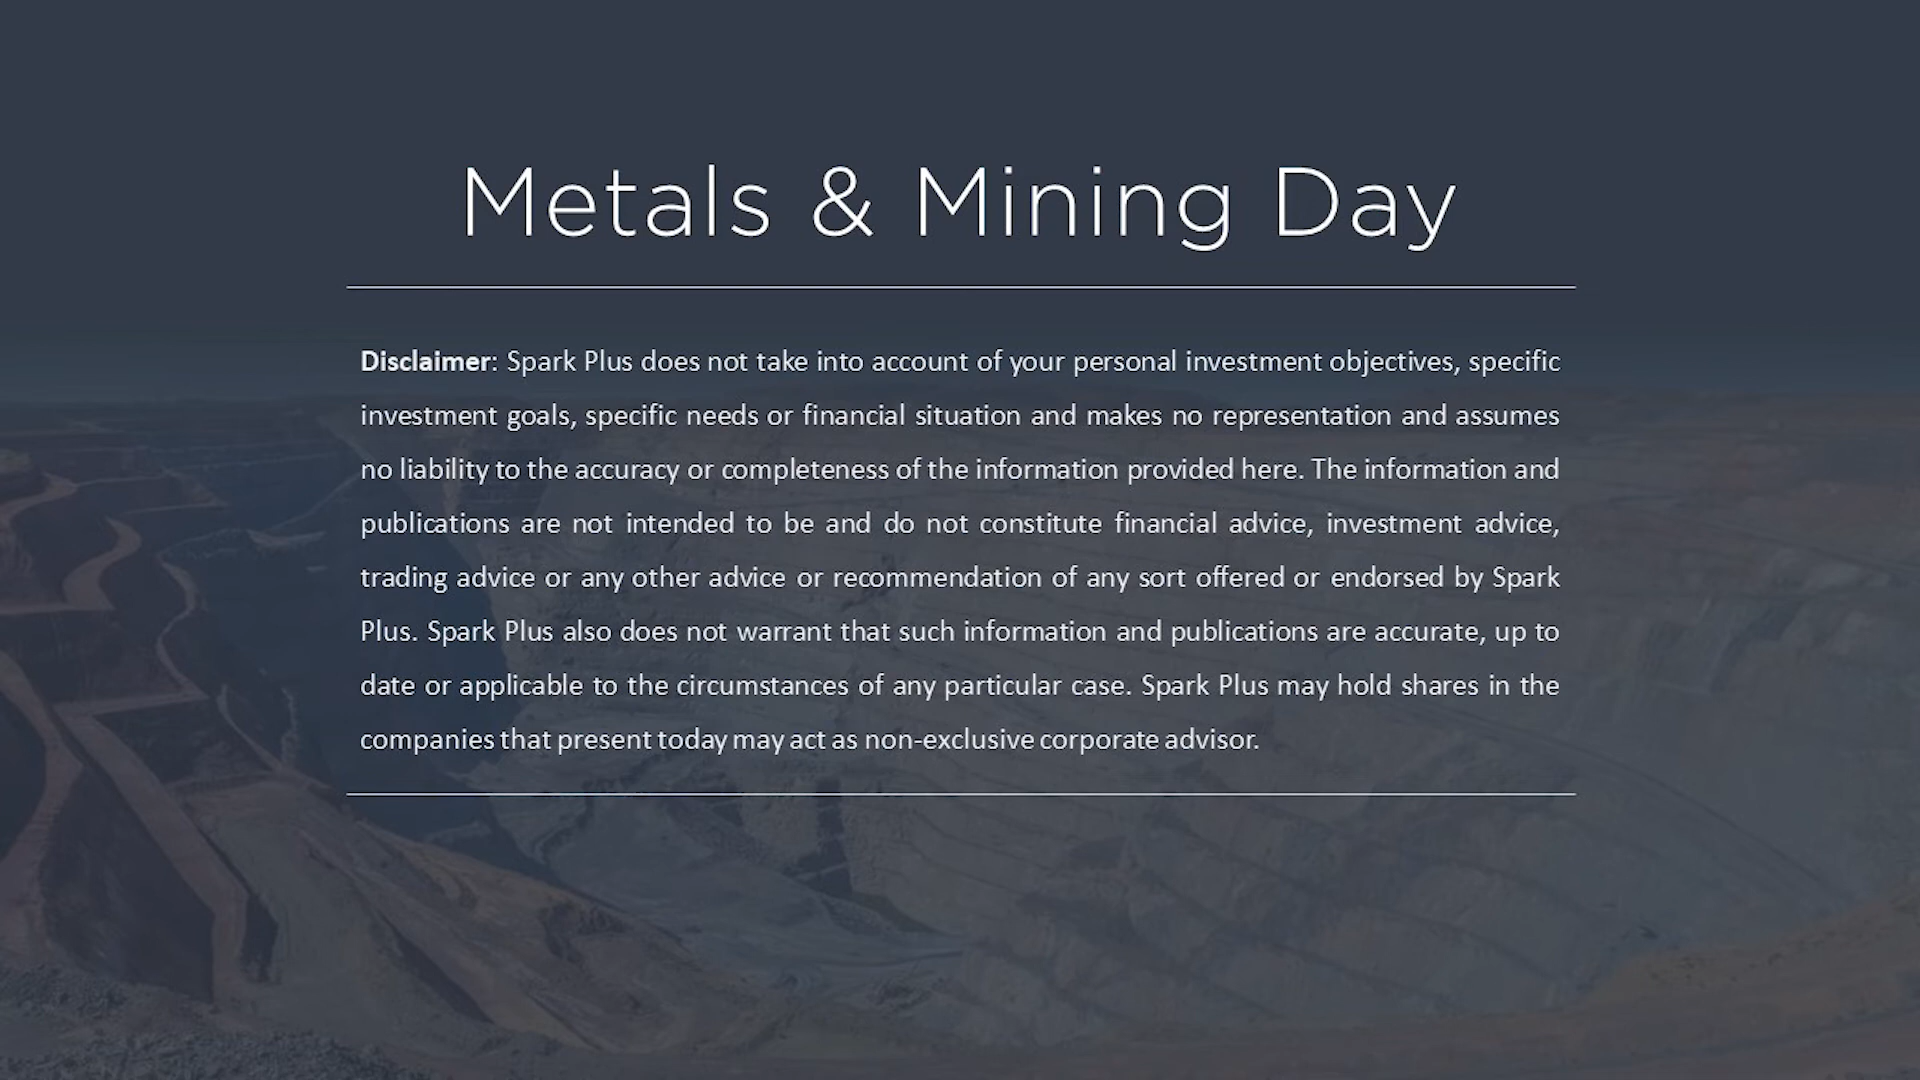 Metals & Mining Day
Disclaimer: Spark Plus does not take into account of your personal investment objectives, specific
investment goals, specific needs or financial situation and makes no representation and assumes
no liability to the accuracy or completeness of the information provided here. The information and
publications are not intended to be and do not constitute financial advice, investment advice,
trading advice or any other advice or recommendation of any sort offered or endorsed by Spark
Plus. Spark Plus also does not warrant that such information and publications are accurate, up to
date or applicable to the circumstances of any particular case. Spark Plus may hold shares in the
companies that present today may act as non-exclusive corporate advisor.